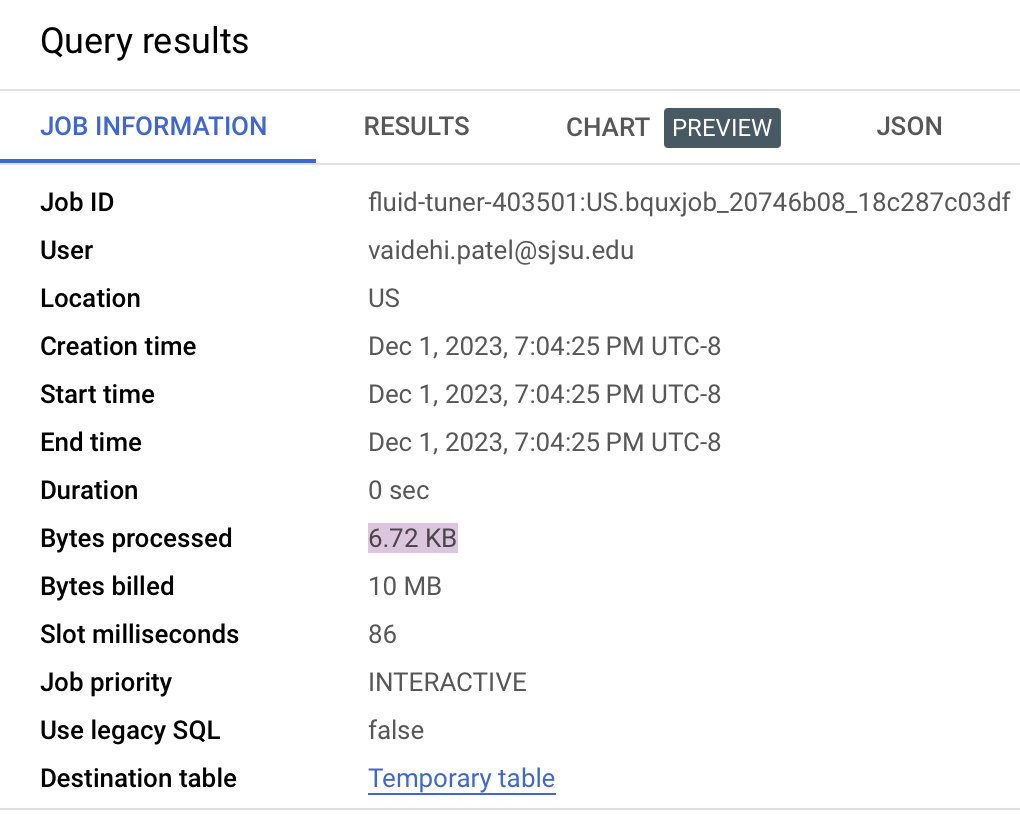 Query results
JOB INFORMATION RESULTS CHART PREVIEW JSON
Job ID fluid-tuner-403501:US.bquxjob_20746b08_18c287c03df
User vaidehi.patel@sjsu.edu
Location US
Creation time Dec 1, 2023, 7:04:25 PM UTC-8
Start time Dec 1, 2023, 7:04:25 PM UTC-8
End time Dec 1, 2023, 7:04:25 PM UTC-8
Duration 0 sec
Bytes processed 6.72 KB
Bytes billed 10 MB
Slot milliseconds 86
Job priority INTERACTIVE
Use legacy SQL false
Destination table Temporary table